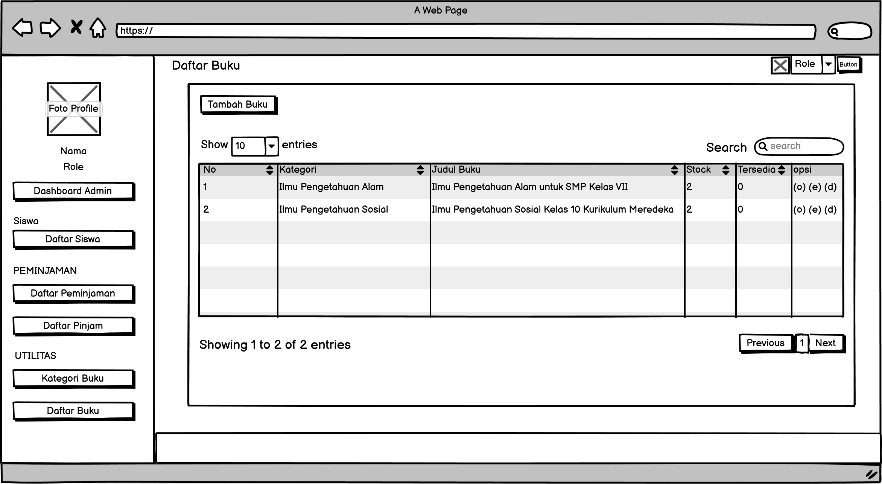 A Web Page
https://
Daftar Buku
Role
Button
Foto Profile
Nama
Role
Dashboard Admin
Siswa
Daftar Siswa
PEMINJAMAN
Daftar Peminjaman
Daftar Pinjam
UTILITAS
Kategori Buku
Daftar Buku
Tambah Buku
Show 10 entries
Search search
No Kategori Judul Buku Stock Tersedia opsi
1 Ilmu Pengetahuan Alam Ilmu Pengetahuan Alam untuk SMP Kelas VII 2 0 (o) (e) (d)
2 Ilmu Pengetahuan Sosial Ilmu Pengetahuan Sosial Kelas 10 Kurikulum Meredeka 2 0 (o) (e) (d)
Showing 1 to 2 of 2 entries
Previous 1 Next